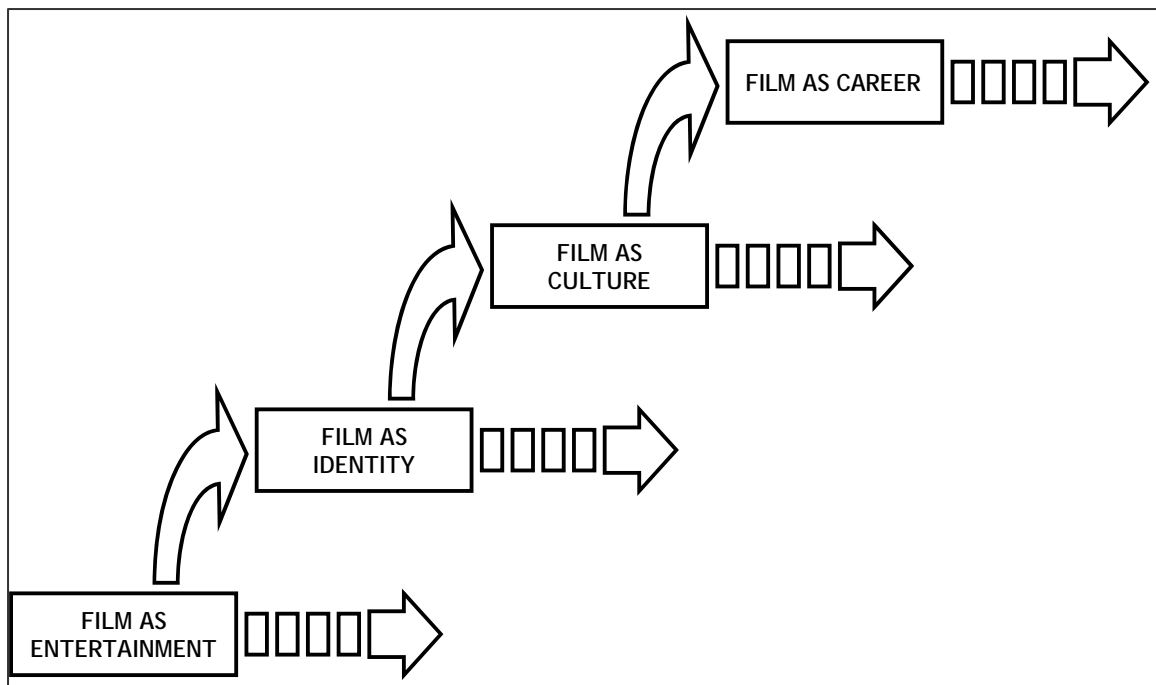 FILM AS CAREER
FILM AS
CULTURE
FILM AS
IDENTITY
FILM AS
ENTERTAINMENT